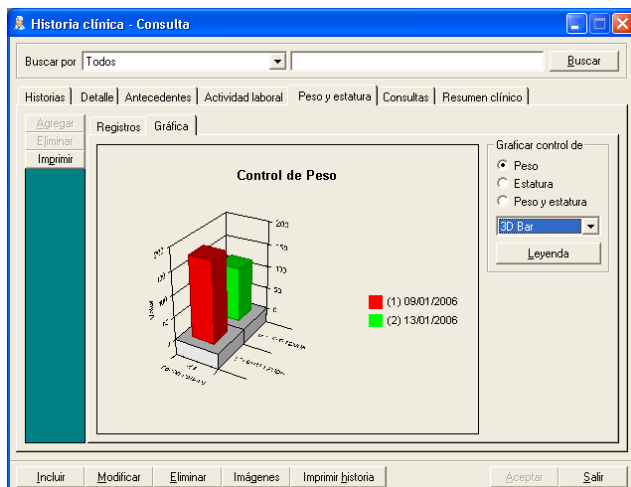 Historia clínica - Consulta
Buscar por Todos Buscar
Historias Detalle Antecedentes Actividad laboral Peso y estatura Consultas Resumen clínico
Agregar
Eliminar
Imprimir
Registros Gráfica
Control de Peso
200
150
100
50
0
(1) 09/01/2006
(2) 13/01/2006
Graficar control de
Peso
Estatura
Peso y estatura
3D Bar
Leyenda
Incluir Modificar Eliminar Imágenes Imprimir historia Aceptar Salir